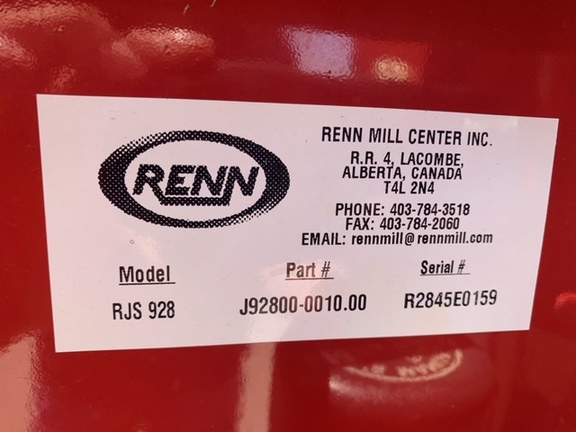 RENN
RENN MILL CENTER INC.
R.R. 4, LACOMBE,
ALBERTA, CANADA
T4L 2N4
PHONE: 403-784-3518
FAX: 403-784-2060
EMAIL: rennmill@rennmill.com
Model Part # Serial #
RJS 928 J92800-0010.00 R2845E0159